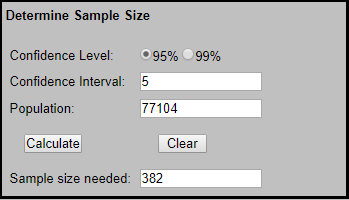 Determine Sample Size
Confidence Level: 95% 99%
Confidence Interval: 5
Population: 77104
Calculate Clear
Sample size needed: 382